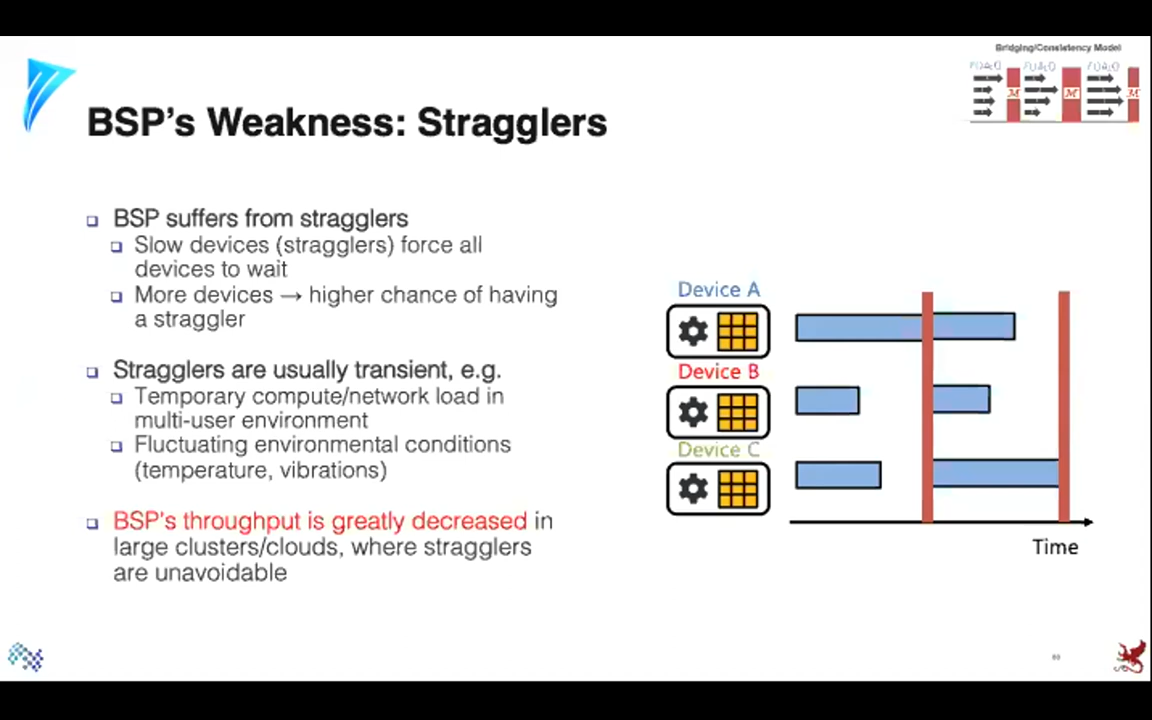 Bridging/Consistency Model
BSP's Weakness: Stragglers
BSP suffers from stragglers
Slow devices (stragglers) force all
devices to wait
More devices → higher chance of having
a straggler
Stragglers are usually transient, e.g.
Temporary compute/network load in
multi-user environment
Fluctuating environmental conditions
(temperature, vibrations)
BSP's throughput is greatly decreased in
large clusters/clouds, where stragglers
are unavoidable
Device A
Device B
Device C
Time